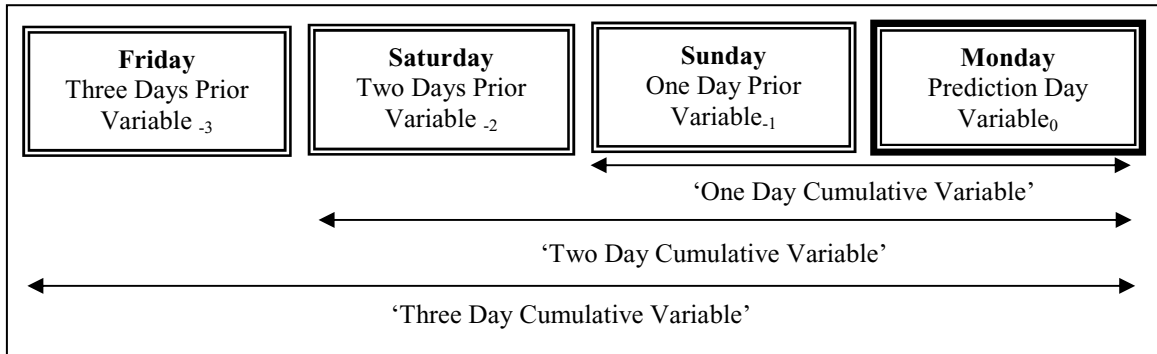 Friday
Three Days Prior
Variable -3
Saturday
Two Days Prior
Variable -2
Sunday
One Day Prior
Variable-1
Monday
Prediction Day
Variable0
‘One Day Cumulative Variable’
‘Two Day Cumulative Variable’
‘Three Day Cumulative Variable’